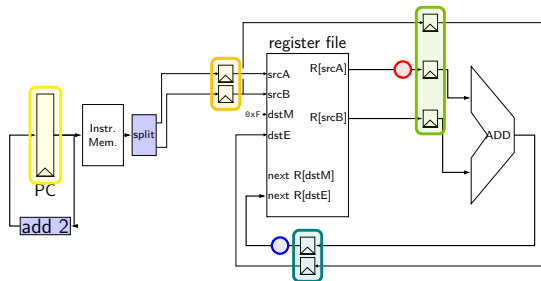 register file
srcA
srcB
0xF
dstM
dstE
next R[dstM]
next R[dstE]
R[srcA]
R[srcB]
Instr.
Mem.
split
PC
add 2
ADD